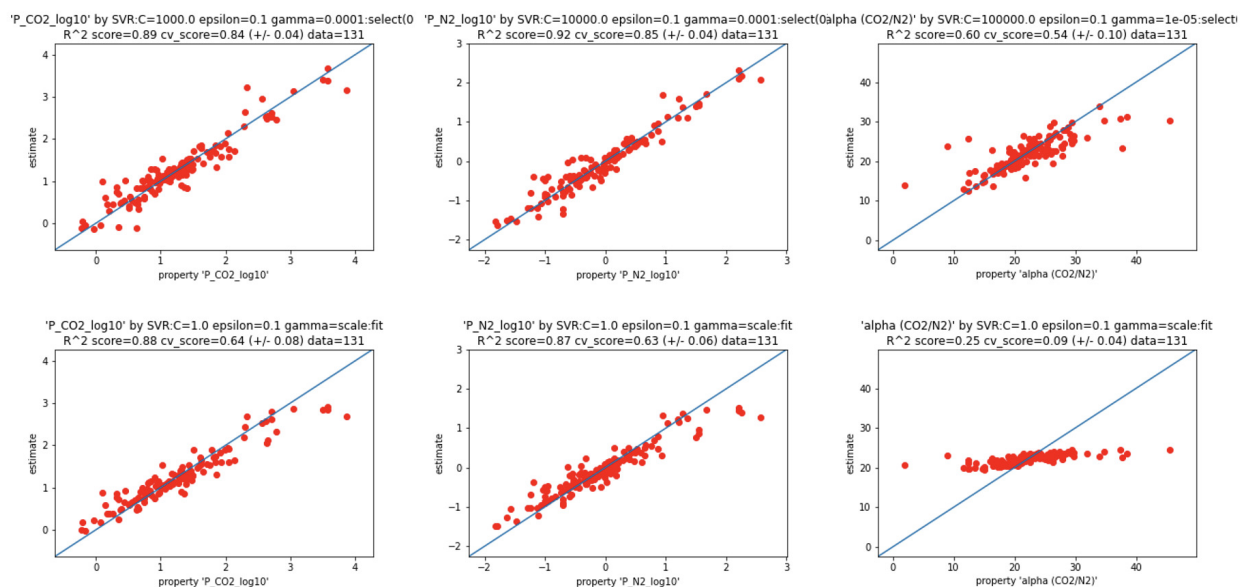 'P_CO2_log10' by SVR:C=1000.0 epsilon=0.1 gamma=0.0001:select(0
R^2 score=0.89 cv_score=0.84 (+/- 0.04) data=131
4
3
2
1
0
estimate
0 1 2 3 4
property 'P_CO2_log10'
'P_N2_log10' by SVR:C=10000.0 epsilon=0.1 gamma=0.0001:select(0
R^2 score=0.92 cv_score=0.85 (+/- 0.04) data=131
3
2
1
0
−1
−2
estimate
−2 −1 0 1 2 3
property 'P_N2_log10'
alpha (CO2/N2)' by SVR:C=100000.0 epsilon=0.1 gamma=1e-05:select(
R^2 score=0.60 cv_score=0.54 (+/- 0.10) data=131
40
30
20
10
0
estimate
0 10 20 30 40
property 'alpha (CO2/N2)'
'P_CO2_log10' by SVR:C=1.0 epsilon=0.1 gamma=scale:fit
R^2 score=0.88 cv_score=0.64 (+/- 0.08) data=131
4
3
2
1
0
estimate
0 1 2 3 4
property 'P_CO2_log10'
'P_N2_log10' by SVR:C=1.0 epsilon=0.1 gamma=scale:fit
R^2 score=0.87 cv_score=0.63 (+/- 0.06) data=131
3
2
1
0
−1
−2
estimate
−2 −1 0 1 2 3
property 'P_N2_log10'
'alpha (CO2/N2)' by SVR:C=1.0 epsilon=0.1 gamma=scale:fit
R^2 score=0.25 cv_score=0.09 (+/- 0.04) data=131
40
30
20
10
0
estimate
0 10 20 30 40
property 'alpha (CO2/N2)'